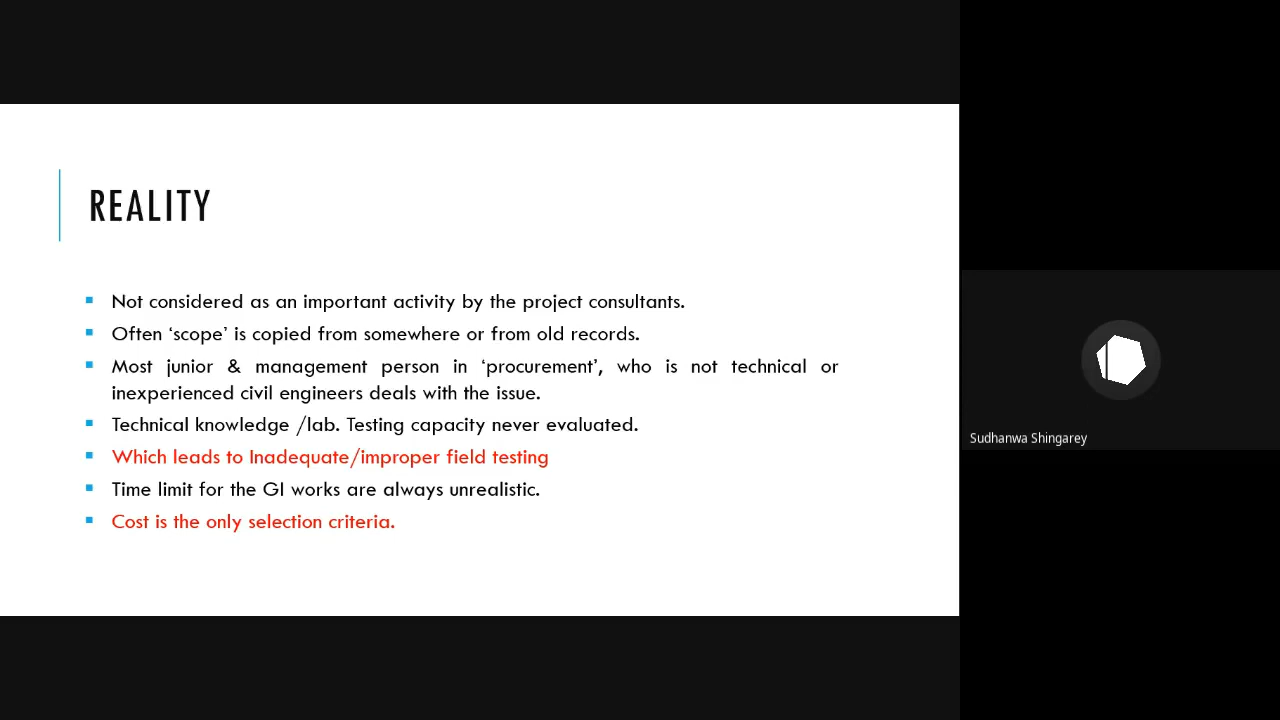 REALITY
Not considered as an important activity by the project consultants.
Often ‘scope’ is copied from somewhere or from old records.
Most junior & management person in ‘procurement’, who is not technical or
inexperienced civil engineers deals with the issue.
Technical knowledge /lab. Testing capacity never evaluated.
Which leads to Inadequate/improper field testing
Time limit for the GI works are always unrealistic.
Cost is the only selection criteria.
Sudhanwa Shingarey